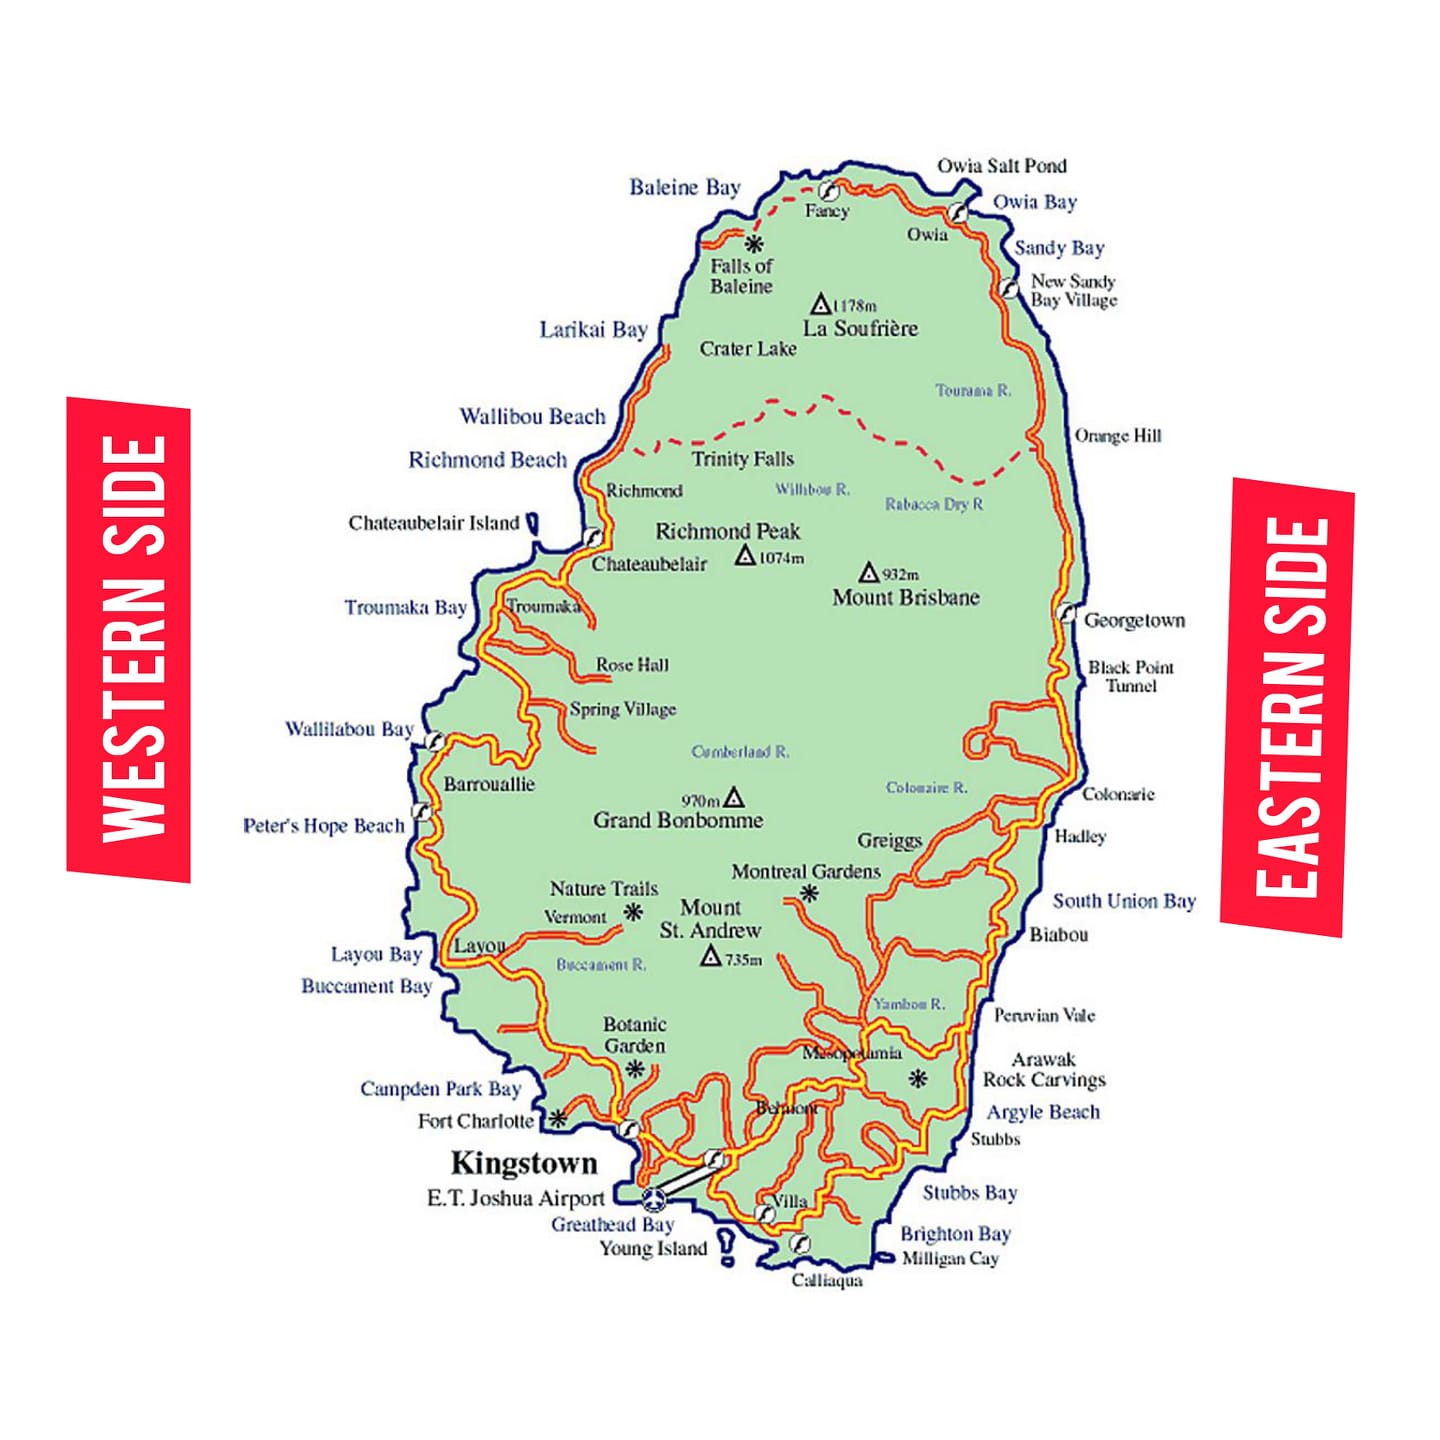 Owia Salt Pond
Baleine Bay
Owia Bay
Fancy
Owia
Sandy Bay
Falls of
Baleine
New Sandy
Bay Village
1178m
La Soufrière
Larikai Bay
Crater Lake
Tourama R.
Wallibou Beach
Orange Hill
Richmond Beach
Trinity Falls
Richmond
Willibou R.
Rabacca Dry R
Chateaubelair Island
Richmond Peak
1074m
Chateaubelair
932m
Mount Brisbane
Troumaka Bay
Troumaka
Georgetown
Rose Hall
Black Point
Tunnel
Spring Village
Wallilabou Bay
Cumberland R.
Barrouallie
Colonaire R.
Colonarie
970m
Grand Bonbomme
Peter's Hope Beach
Hadley
Greiggs
Montreal Gardens
Nature Trails
Vermont
Mount
St. Andrew
735m
South Union Bay
Biabou
Layou Bay
Layou
Buccament R.
Buccament Bay
Yambou R.
Peruvian Vale
Botanic
Garden
Mesopotamia
Arawak
Rock Carvings
Campden Park Bay
Argyle Beach
Belmont
Fort Charlotte
Stubbs
Kingstown
E.T. Joshua Airport
Villa
Stubbs Bay
Greathead Bay
Brighton Bay
Young Island
Milligan Cay
Calliaqua
WESTERN SIDE
EASTERN SIDE